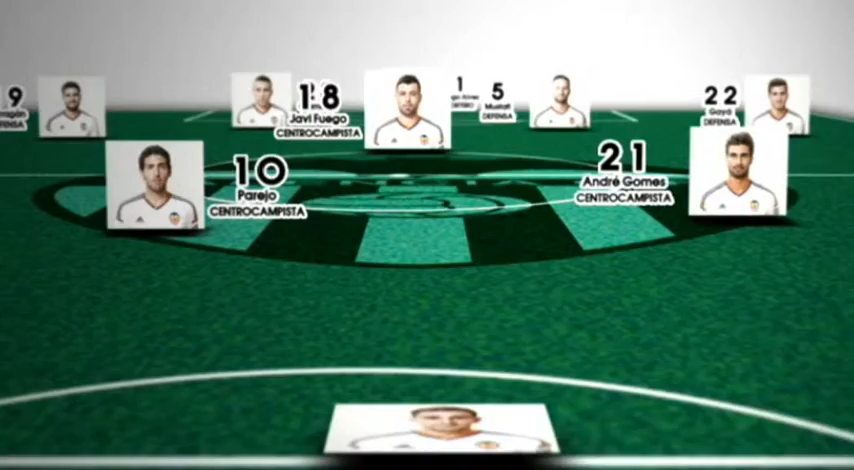 9
18
Javi Fuego
CENTROCAMPISTA
1
5
Mustafi
DEFENSA
22
Gayà
DEFENSA
10
Parejo
CENTROCAMPISTA
21
André Gomes
CENTROCAMPISTA